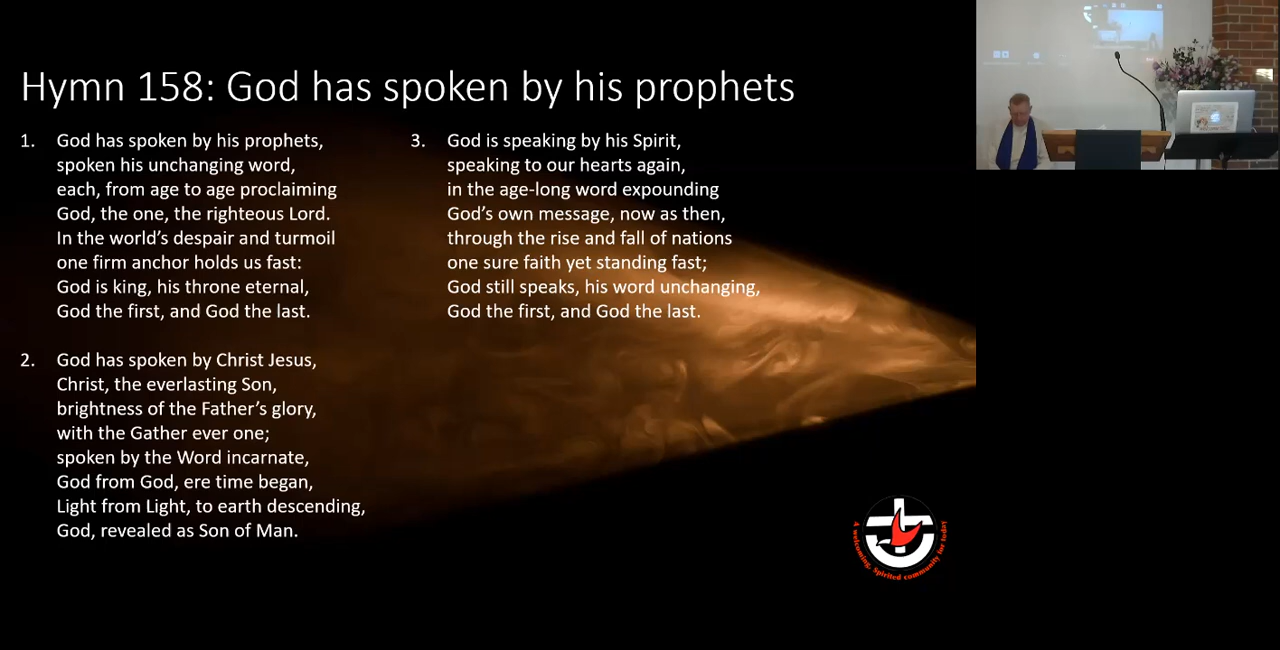 Hymn 158: God has spoken by his prophets
1. God has spoken by his prophets,
spoken his unchanging word,
each, from age to age proclaiming
God, the one, the righteous Lord.
In the world’s despair and turmoil
one firm anchor holds us fast:
God is king, his throne eternal,
God the first, and God the last.
2. God has spoken by Christ Jesus,
Christ, the everlasting Son,
brightness of the Father’s glory,
with the Gather ever one;
spoken by the Word incarnate,
God from God, ere time began,
Light from Light, to earth descending,
God, revealed as Son of Man.
3. God is speaking by his Spirit,
speaking to our hearts again,
in the age-long word expounding
God’s own message, now as then,
through the rise and fall of nations
one sure faith yet standing fast;
God still speaks, his word unchanging,
God the first, and God the last.
A welcoming, Spirited community for today